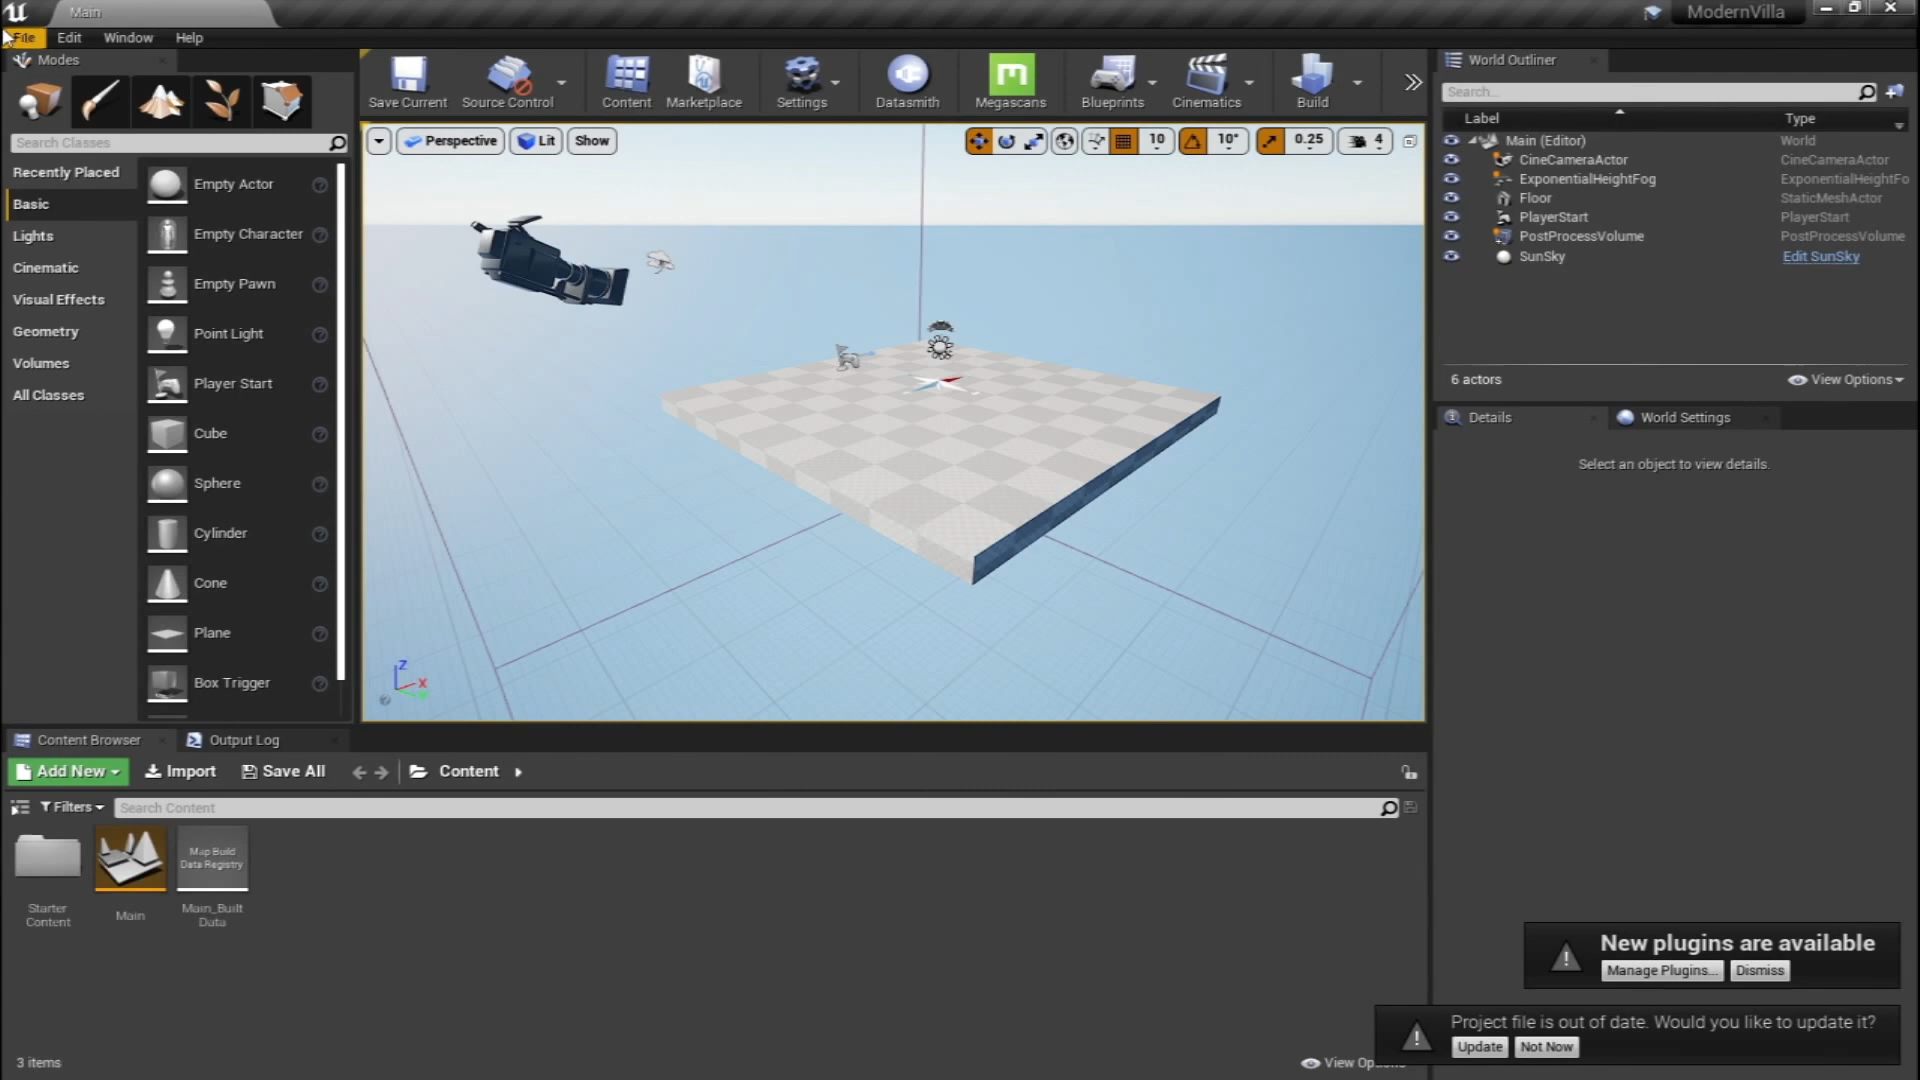 Main
ModernVilla
File Edit Window Help
Modes
Search Classes
Recently Placed
Basic
Lights
Cinematic
Visual Effects
Geometry
Volumes
All Classes
Empty Actor
Empty Character
Empty Pawn
Point Light
Player Start
Cube
Sphere
Cylinder
Cone
Plane
Box Trigger
Save Current Source Control Content Marketplace Settings Datasmith Megascans Blueprints Cinematics Build
Perspective Lit Show
10 10° 0.25 4
Z
X
Y
World Outliner
Search...
Label Type
Main (Editor) World
CineCameraActor CineCameraActor
ExponentialHeightFog ExponentialHeightFo
Floor StaticMeshActor
PlayerStart PlayerStart
PostProcessVolume PostProcessVolume
SunSky Edit SunSky
6 actors View Options
Details World Settings
Select an object to view details.
Content Browser Output Log
Add New Import Save All Content
Filters Search Content
Map Build
Data Registry
Starter
Content
Main
Main_Built
Data
3 items
View Options
New plugins are available
Manage Plugins... Dismiss
Project file is out of date. Would you like to update it?
Update Not Now